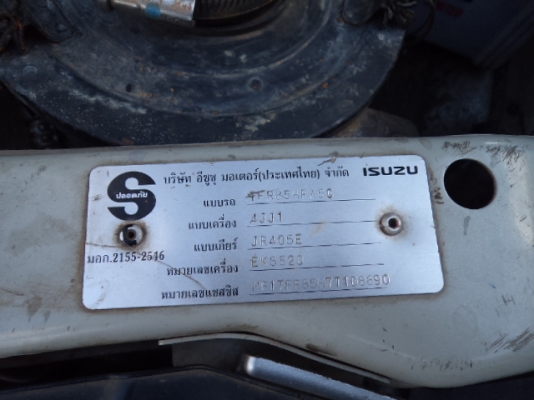 บริษัท อีซูซุ มอเตอร์(ประเทศไทย) จำกัด ISUZU
S
ปลอดภัย
แบบรถ
แบบเครื่อง 4JJ1
แบบเกียร์ JR405E
มอก.2155-2546
หมายเลขเครื่อง
หมายเลขแชสซีส